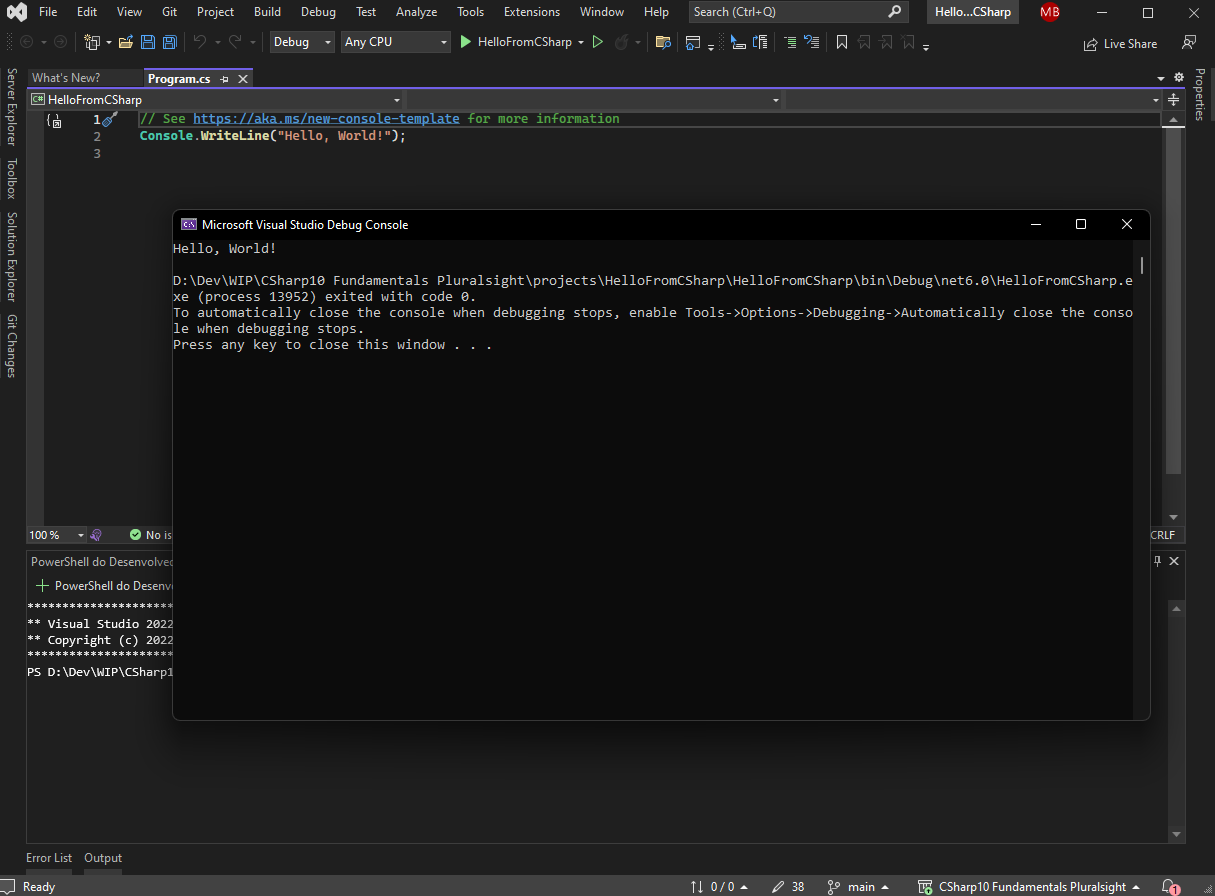 File Edit View Git Project Build Debug Test Analyze Tools Extensions Window Help Search (Ctrl+Q) Hello...CSharp MB
Debug Any CPU HelloFromCSharp Live Share
Server Explorer
Toolbox
Solution Explorer
Git Changes
What's New? Program.cs
Properties
C# HelloFromCSharp
1 // See https://aka.ms/new-console-template for more information
2 Console.WriteLine("Hello, World!");
3
Microsoft Visual Studio Debug Console
Hello, World!
D:\Dev\WIP\CSharp10 Fundamentals Pluralsight\projects\HelloFromCSharp\HelloFromCSharp\bin\Debug\net6.0\HelloFromCSharp.e
xe (process 13952) exited with code 0.
To automatically close the console when debugging stops, enable Tools->Options->Debugging->Automatically close the conso
le when debugging stops.
Press any key to close this window . . .
100 % No is CRLF
PowerShell do Desenvolved
PowerShell do Desenv
*********************
** Visual Studio 2022
** Copyright (c) 2022
*********************
PS D:\Dev\WIP\CSharp1
Error List Output
Ready 0 / 0 38 main CSharp10 Fundamentals Pluralsight 1